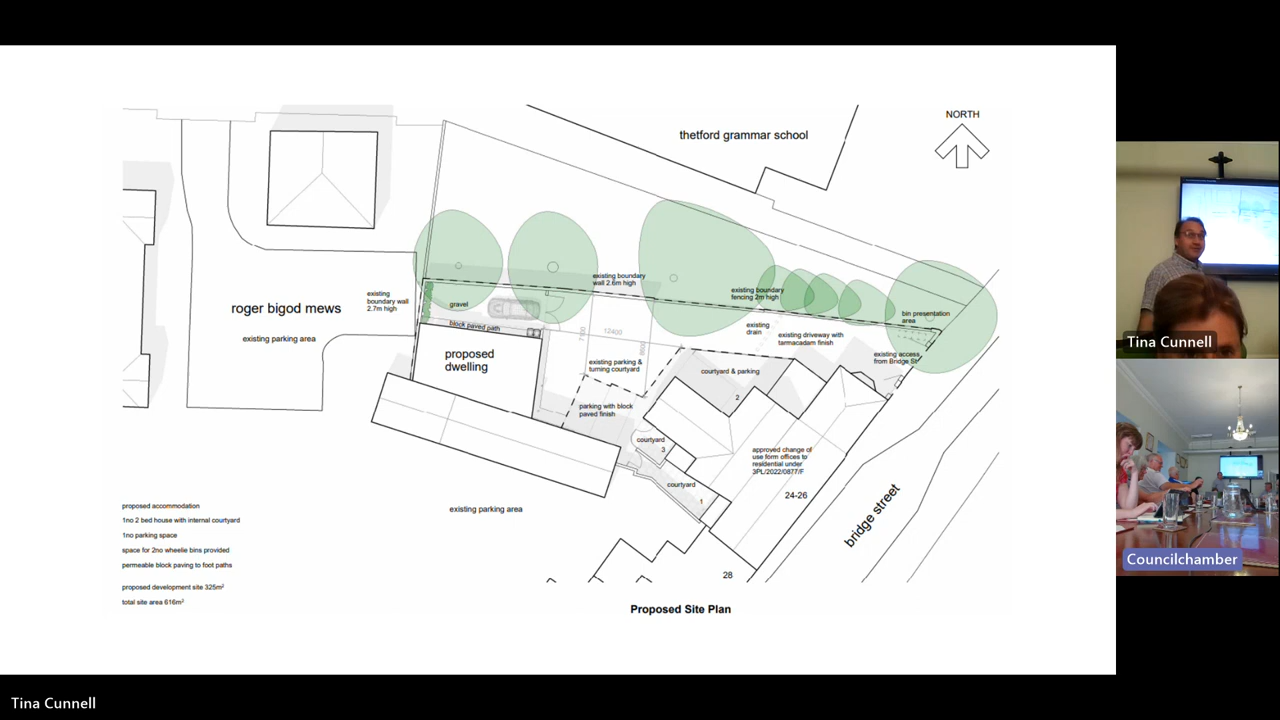 NORTH
thetford grammar school
existing boundary
wall 2.6m high
existing
boundary wall
2.7m high
existing boundary
fencing 2m high
roger bigod mews
existing parking area
gravel
block paved path
bin presentation
area
12400
existing
drain
existing driveway with
tarmacadam finish
proposed
dwelling
existing parking &
turning courtyard
existing access
from Bridge St
courtyard & parking
2
parking with block
paved finish
courtyard
3
approved change of
use form offices to
residential under
3PL/2022/0877/F
courtyard
1
24-26
bridge street
existing parking area
28
proposed accommodation
1no 2 bed house with internal courtyard
1no parking space
space for 2no wheelie bins provided
permeable block paving to foot paths
proposed development site 325m²
total site area 616m²
Proposed Site Plan
Tina Cunnell
Councilchamber
Tina Cunnell